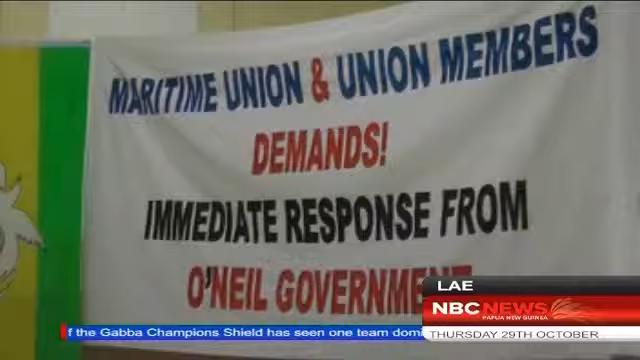 MARITIME UNION & UNION MEMBERS
DEMANDS!
IMMEDIATE RESPONSE FROM
O'NEIL GOVERNMENT
LAE
NBC NEWS
PAPUA NEW GUINEA
f the Gabba Champions Shield has seen one team domi
THURSDAY 29TH OCTOBER